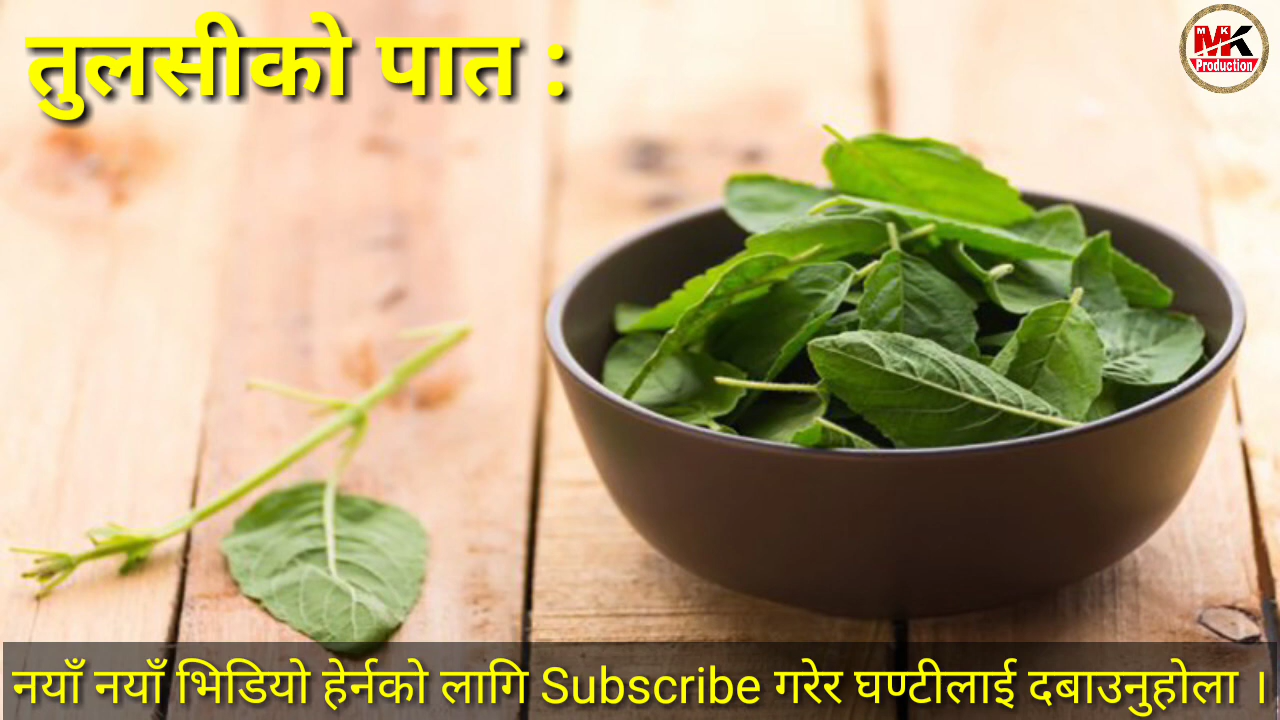 तुलसीको पात :
M K
MK
Production
नयाँ नयाँ भिडियो हेर्नको लागि Subscribe गरेर घण्टीलाई दबाउनुहोला ।